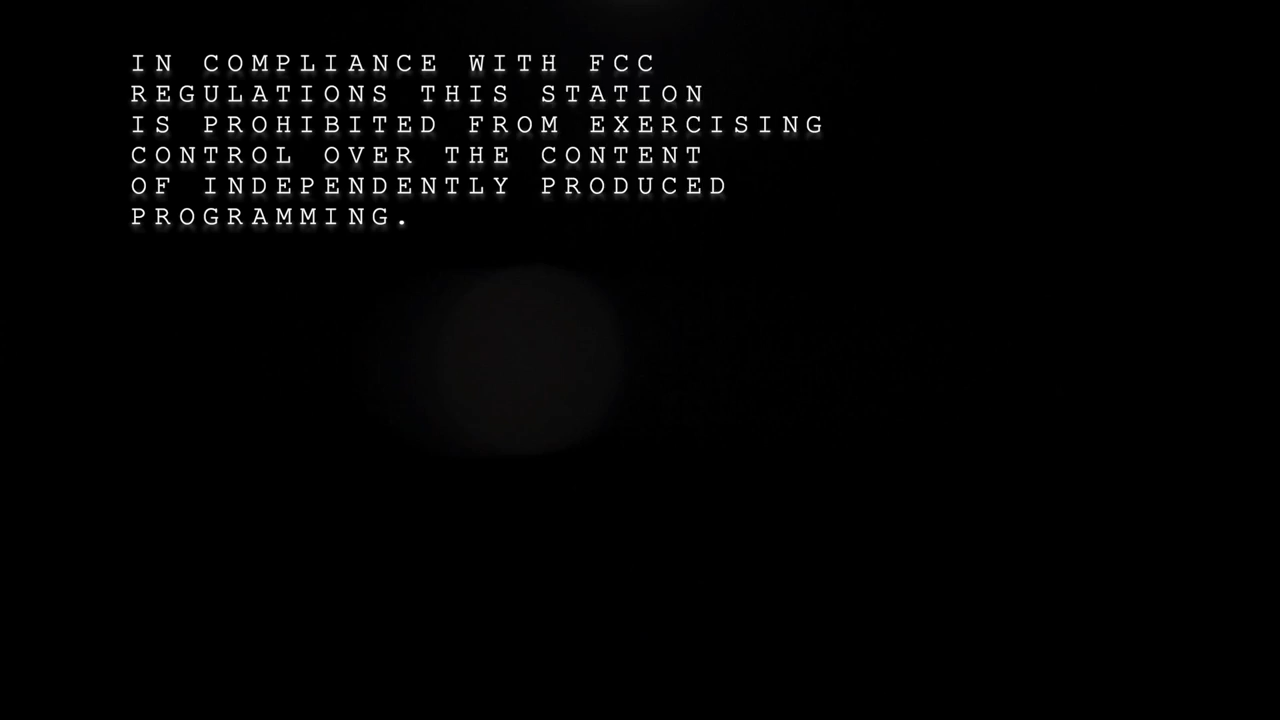 IN COMPLIANCE WITH FCC
REGULATIONS THIS STATION
IS PROHIBITED FROM EXERCISING
CONTROL OVER THE CONTENT
OF INDEPENDENTLY PRODUCED
PROGRAMMING.